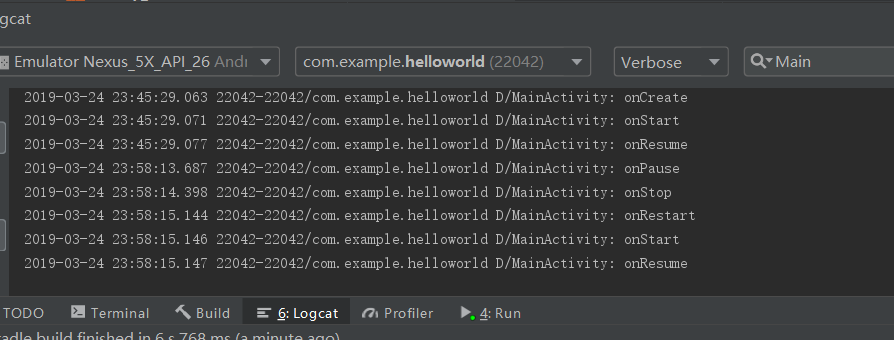 gcat
Emulator Nexus_5X_API_26 Andr com.example.helloworld (22042) Verbose Main
2019-03-24 23:45:29.063 22042-22042/com.example.helloworld D/MainActivity: onCreate
2019-03-24 23:45:29.071 22042-22042/com.example.helloworld D/MainActivity: onStart
2019-03-24 23:45:29.077 22042-22042/com.example.helloworld D/MainActivity: onResume
2019-03-24 23:58:13.687 22042-22042/com.example.helloworld D/MainActivity: onPause
2019-03-24 23:58:14.398 22042-22042/com.example.helloworld D/MainActivity: onStop
2019-03-24 23:58:15.144 22042-22042/com.example.helloworld D/MainActivity: onRestart
2019-03-24 23:58:15.146 22042-22042/com.example.helloworld D/MainActivity: onStart
2019-03-24 23:58:15.147 22042-22042/com.example.helloworld D/MainActivity: onResume
TODO Terminal Build 6: Logcat Profiler 4: Run
adle build finished in 6 s 768 ms (a minute ago)